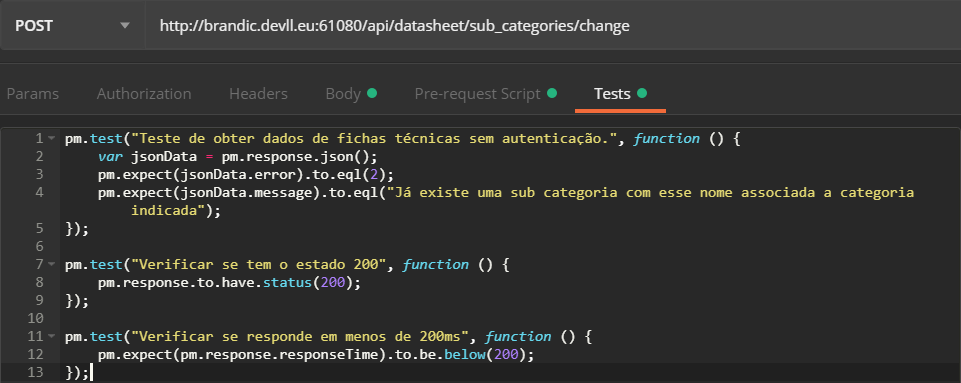 POST http://brandic.devll.eu:61080/api/datasheet/sub_categories/change
Params Authorization Headers Body Pre-request Script Tests
1 pm.test("Teste de obter dados de fichas técnicas sem autenticação.", function () {
2 var jsonData = pm.response.json();
3 pm.expect(jsonData.error).to.eql(2);
4 pm.expect(jsonData.message).to.eql("Já existe uma sub categoria com esse nome associada a categoria
indicada");
5 });
6
7 pm.test("Verificar se tem o estado 200", function () {
8 pm.response.to.have.status(200);
9 });
10
11 pm.test("Verificar se responde em menos de 200ms", function () {
12 pm.expect(pm.response.responseTime).to.be.below(200);
13 });